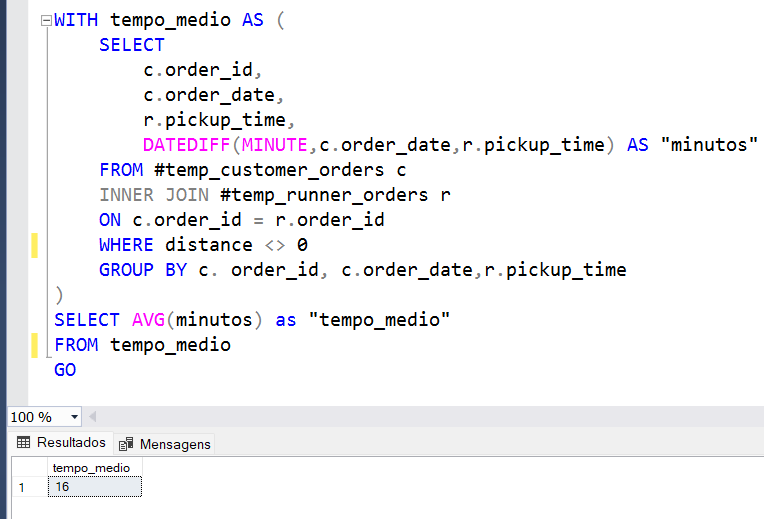 WITH tempo_medio AS (
SELECT
c.order_id,
c.order_date,
r.pickup_time,
DATEDIFF(MINUTE,c.order_date,r.pickup_time) AS "minutos"
FROM #temp_customer_orders c
INNER JOIN #temp_runner_orders r
ON c.order_id = r.order_id
WHERE distance <> 0
GROUP BY c. order_id, c.order_date,r.pickup_time
)
SELECT AVG(minutos) as "tempo_medio"
FROM tempo_medio
GO
100 %
Resultados Mensagens
tempo_medio
1 16